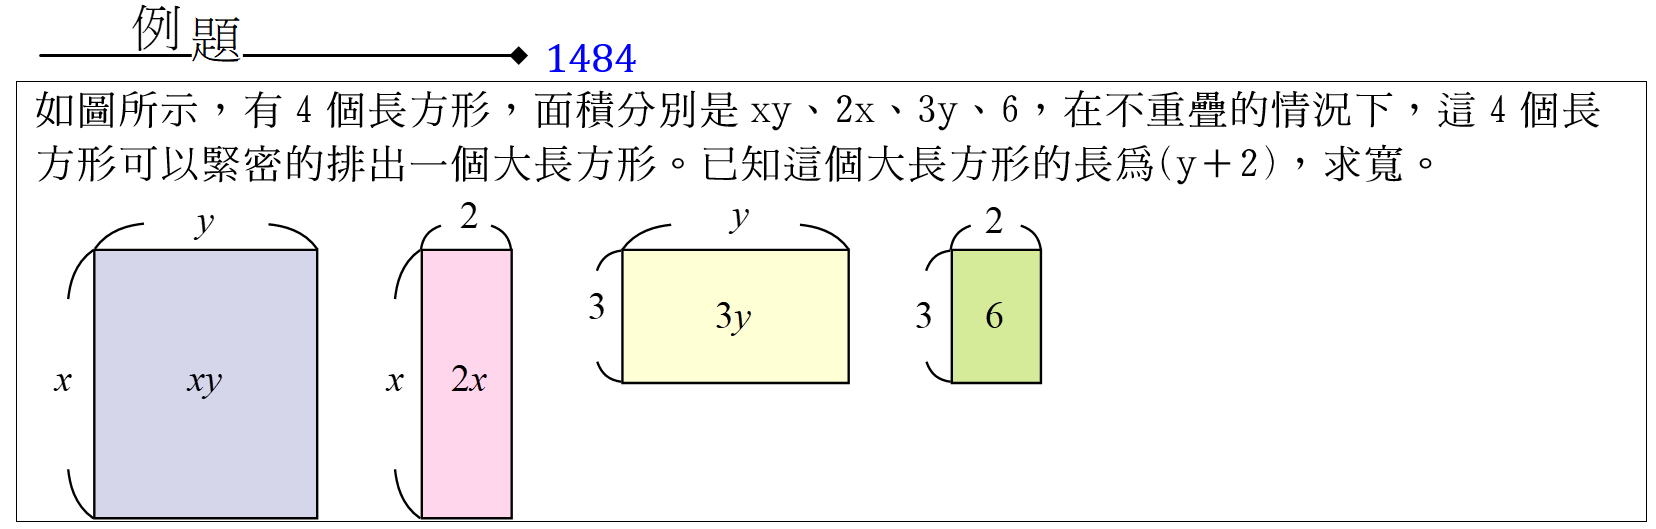 例題 1484
如圖所示，有 4 個長方形，面積分別是 xy、2x、3y、6，在不重疊的情況下，這 4 個長
方形可以緊密的排出一個大長方形。已知這個大長方形的長為(y＋2)，求寬。
y 2 y 2
x xy x 2x 3 3y 3 6